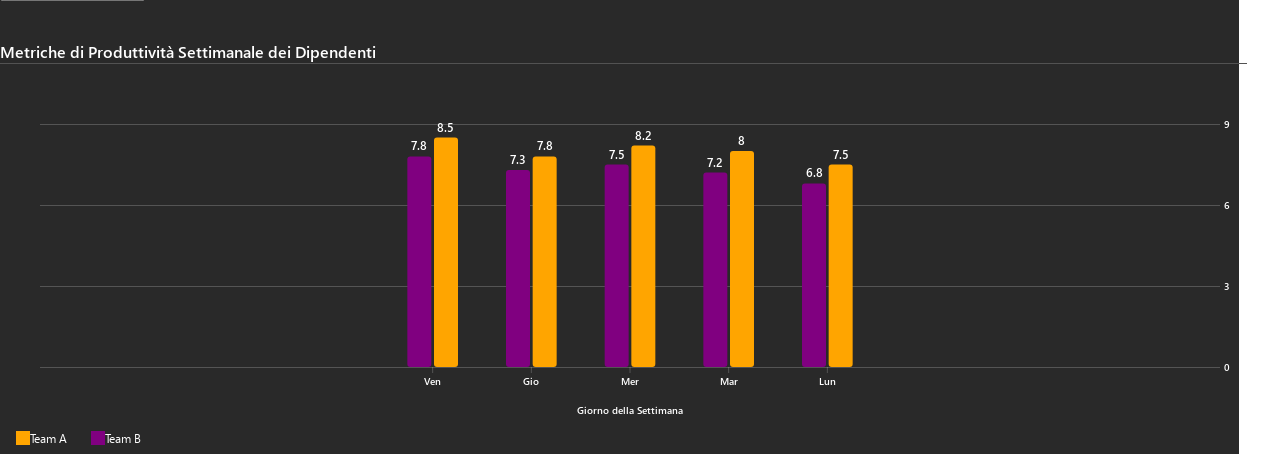 Metriche di Produttività Settimanale dei Dipendenti
8.5
7.8
7.3
7.8
8.2
7.5
8
7.2
7.5
6.8
9
6
3
0
Ven
Gio
Mer
Mar
Lun
Giorno della Settimana
Team A
Team B